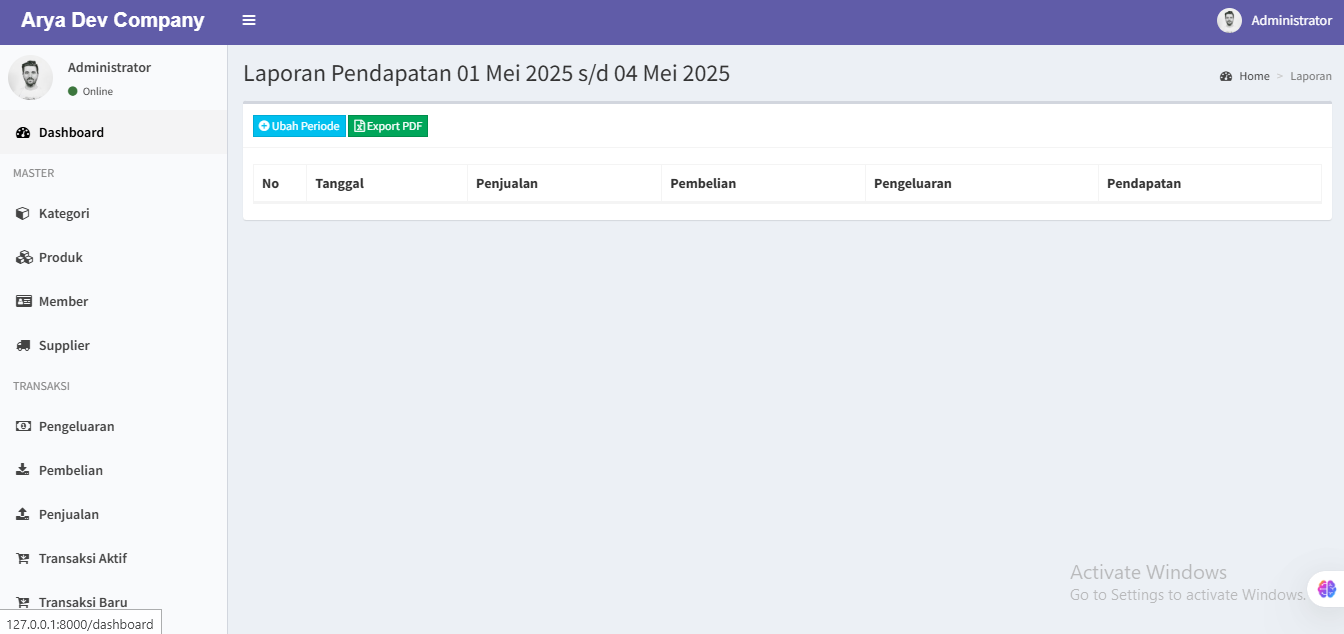 Arya Dev Company
Administrator
Administrator
Online
Dashboard
MASTER
Kategori
Produk
Member
Supplier
TRANSAKSI
Pengeluaran
Pembelian
Penjualan
Transaksi Aktif
Transaksi Baru
127.0.0.1:8000/dashboard
Laporan Pendapatan 01 Mei 2025 s/d 04 Mei 2025
Home > Laporan
Ubah Periode Export PDF
No Tanggal Penjualan Pembelian Pengeluaran Pendapatan
Activate Windows
Go to Settings to activate Windows.